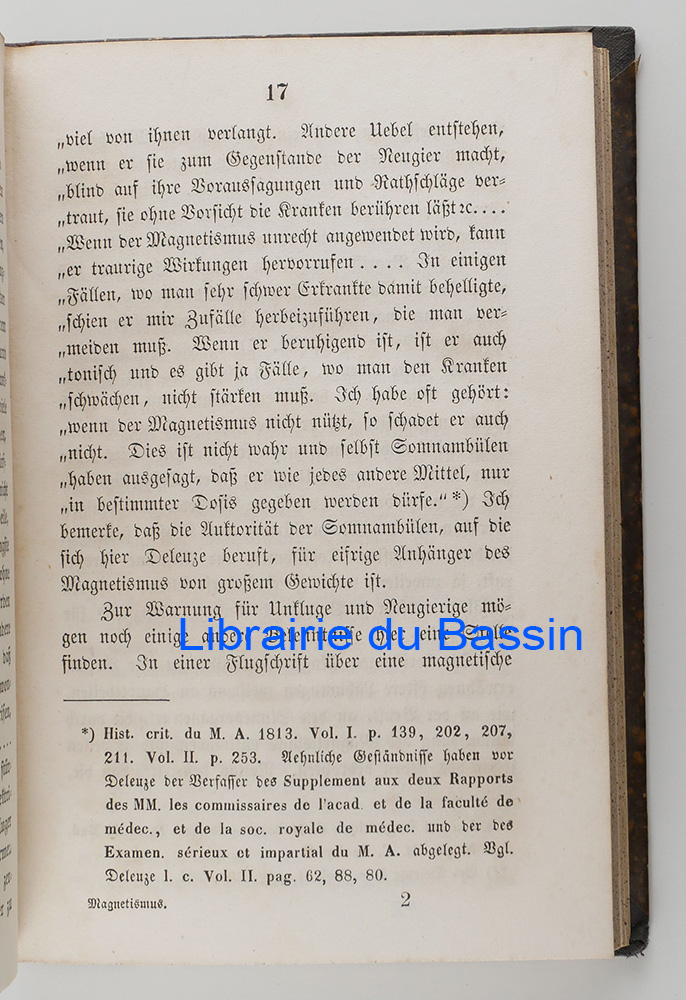 17
„viel von ihnen verlangt. Andere Uebel entstehen,
„wenn er sie zum Gegenstande der Neugier macht,
„blind auf ihre Voraussagungen und Rathschläge ver-
„traut, sie ohne Vorsicht die Kranken berühren läßt ꝛc....
„Wenn der Magnetismus unrecht angewendet wird, kann
„er traurige Wirkungen hervorrufen .... In einigen
„Fällen, wo man sehr schwer Erkrankte damit behelligte,
„schien er mir Zufälle herbeizuführen, die man ver-
„meiden muß. Wenn er beruhigend ist, ist er auch
„tonisch und es gibt ja Fälle, wo man den Kranken
„schwächen, nicht stärken muß. Ich habe oft gehört:
„wenn der Magnetismus nicht nützt, so schadet er auch
„nicht. Dies ist nicht wahr und selbst Somnambülen
„haben ausgesagt, daß er wie jedes andere Mittel, nur
„in bestimmter Dosis gegeben werden dürfe.“ *) Ich
bemerke, daß die Auktorität der Somnambülen, auf die
sich hier Deleuze beruft, für eifrige Anhänger des
Magnetismus von großem Gewichte ist.
Zur Warnung für Unkluge und Neugierige mö-
gen noch einige andere Bekenntnisse hier eine Stelle
Librairie du Bassin
finden. In einer Flugschrift über eine magnetische
*) Hist. crit. du M. A. 1813. Vol. I. p. 139, 202, 207,
211. Vol. II. p. 253. Aehnliche Geständnisse haben vor
Deleuze der Verfasser des Supplement aux deux Rapports
des MM. les commissaires de l'acad. et de la faculté de
médec., et de la soc. royale de médec. und der des
Examen. sérieux et impartial du M. A. abgelegt. Vgl.
Deleuze l. c. Vol. II. pag. 62, 88, 80.
Magnetismus.
2